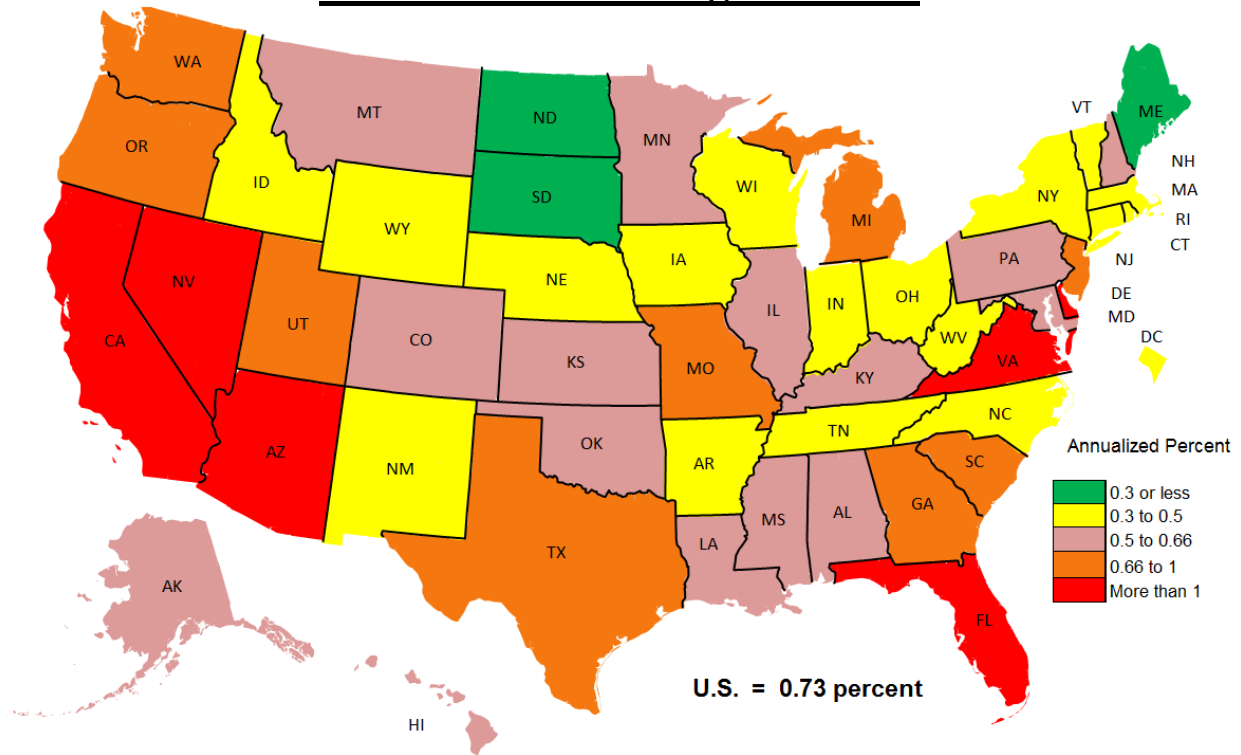 WA
MT
ND
MN
VT
ME
OR
ID
SD
WI
NH
MA
NY
RI
WY
MI
CT
IA
PA
NJ
NV
NE
OH
IN
IL
DE
MD
UT
CO
WV
DC
CA
VA
KS
MO
KY
NC
TN
Annualized Percent
OK
AZ
NM
AR
SC
0.3 or less
GA
MS
AL
0.3 to 0.5
LA
0.5 to 0.66
TX
0.66 to 1
AK
More than 1
FL
U.S. = 0.73 percent
HI